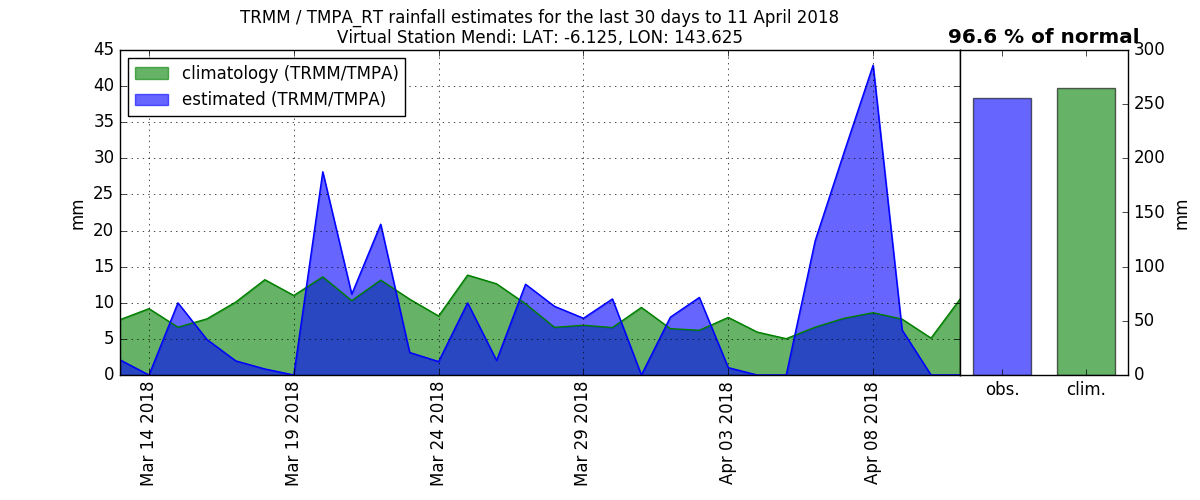 TRMM / TMPA_RT rainfall estimates for the last 30 days to 11 April 2018
Virtual Station Mendi: LAT: -6.125, LON: 143.625
96.6 % of normal
climatology (TRMM/TMPA)
estimated (TRMM/TMPA)
45
40
35
30
25
20
15
10
5
0
mm
Mar 14 2018
Mar 19 2018
Mar 24 2018
Mar 29 2018
Apr 03 2018
Apr 08 2018
obs.
clim.
300
250
200
150
100
50
0
mm